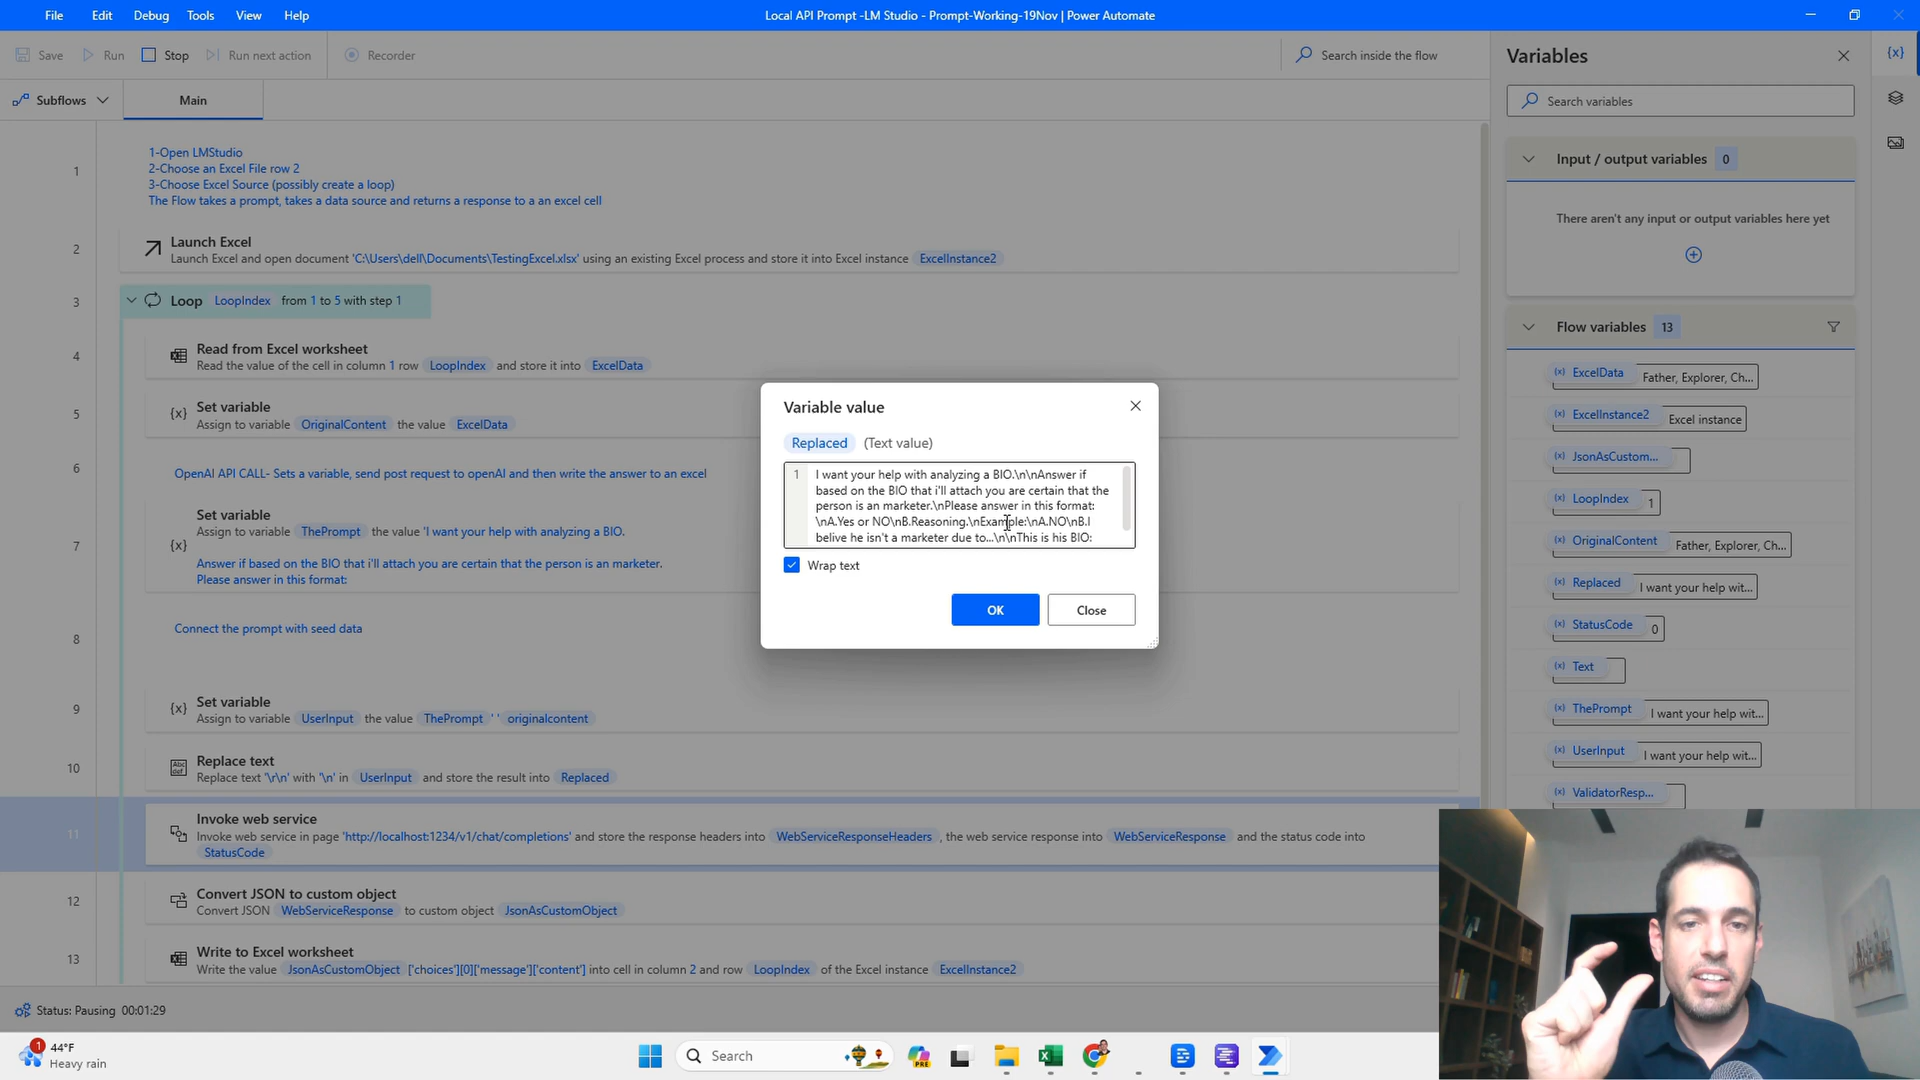 File Edit Debug Tools View Help
Local API Prompt -LM Studio - Prompt-Working-19Nov | Power Automate
Save Run Stop Run next action Recorder
Search inside the flow
Subflows Main
1
1-Open LMStudio
2-Choose an Excel File row 2
3-Choose Excel Source (possibly create a loop)
The Flow takes a prompt, takes a data source and returns a response to a an excel cell
2
Launch Excel
Launch Excel and open document 'C:\Users\dell\Documents\TestingExcel.xlsx' using an existing Excel process and store it into Excel instance ExcelInstance2
3
Loop LoopIndex from 1 to 5 with step 1
4
Read from Excel worksheet
Read the value of the cell in column 1 row LoopIndex and store it into ExcelData
5
{x}
Set variable
Assign to variable OriginalContent the value ExcelData
6
OpenAI API CALL- Sets a variable, send post request to openAI and then write the answer to an excel
7
{x}
Set variable
Assign to variable ThePrompt the value 'I want your help with analyzing a BIO.
Answer if based on the BIO that i'll attach you are certain that the person is an marketer.
Please answer in this format:
8
Connect the prompt with seed data
9
{x}
Set variable
Assign to variable UserInput the value ThePrompt ' ' originalcontent
10
Abc
def
Replace text
Replace text '\r\n' with '\n' in UserInput and store the result into Replaced
11
Invoke web service
Invoke web service in page 'http://localhost:1234/v1/chat/completions' and store the response headers into WebServiceResponseHeaders , the web service response into WebServiceResponse and the status code into
StatusCode
12
Convert JSON to custom object
Convert JSON WebServiceResponse to custom object JsonAsCustomObject
13
Write to Excel worksheet
Write the value JsonAsCustomObject ['choices'][0]['message']['content'] into cell in column 2 and row LoopIndex of the Excel instance ExcelInstance2
Status: Pausing 00:01:29
Variable value
Replaced (Text value)
1
I want your help with analyzing a BIO.\n\nAnswer if
based on the BIO that i'll attach you are certain that the
person is an marketer.\nPlease answer in this format:
\nA.Yes or NO\nB.Reasoning.\nExample:\nA.NO\nB.I
belive he isn't a marketer due to...\n\nThis is his BIO:
Wrap text
OK Close
Variables
{x}
Search variables
Input / output variables 0
There aren't any input or output variables here yet
Flow variables 13
(x) ExcelData Father, Explorer, Ch...
(x) ExcelInstance2 Excel instance
(x) JsonAsCustom...
(x) LoopIndex 1
(x) OriginalContent Father, Explorer, Ch...
(x) Replaced I want your help wit...
(x) StatusCode 0
(x) Text
(x) ThePrompt I want your help wit...
(x) UserInput I want your help wit...
(x) ValidatorResp...
1
44°F
Heavy rain
Search
PRE